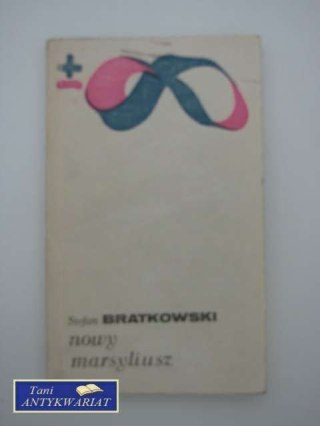 ±
Stefan BRATKOWSKI
nowy
marsyliusz
Tani
ANTYKWARIAT